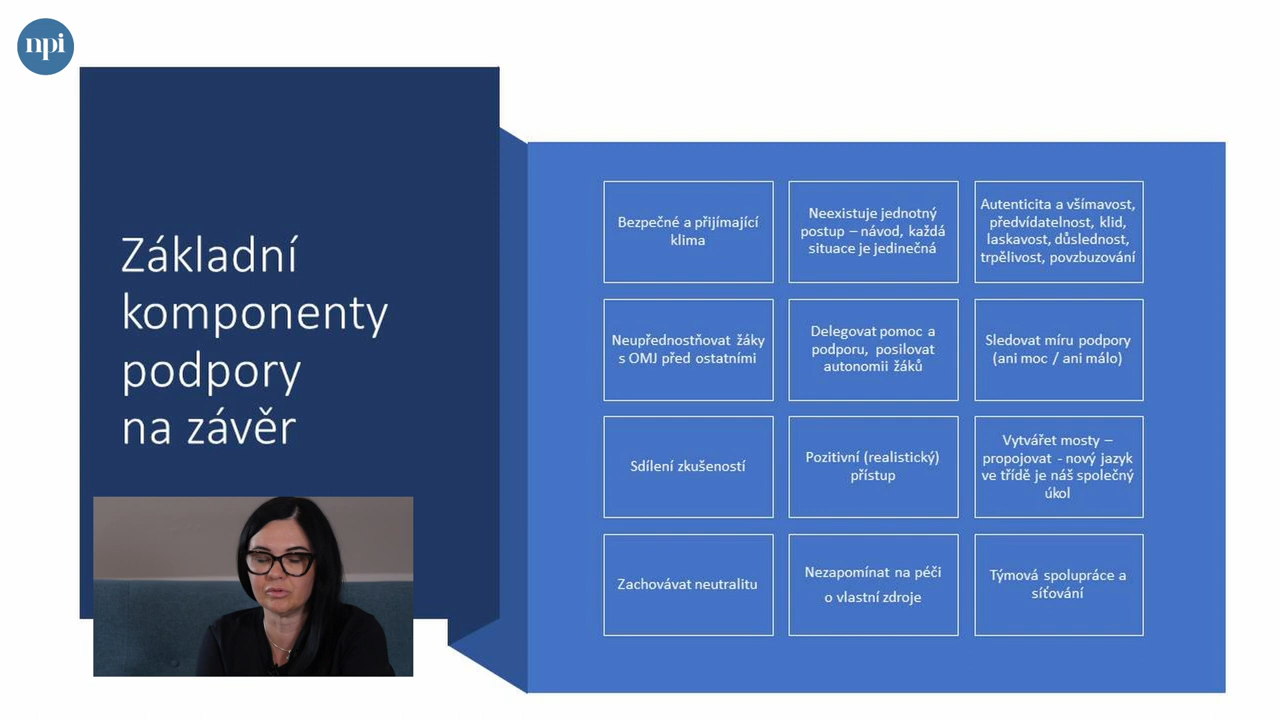 npi
Základní
komponenty
podpory
na závěr
Bezpečné a přijímající
klima
Neexistuje jednotný
postup – návod, každá
situace je jedinečná
Autenticita a všímavost,
předvídatelnost, klid,
laskavost, důslednost,
trpělivost, povzbuzování
Neupřednostňovat žáky
s OMJ před ostatními
Delegovat pomoc a
podporu, posilovat
autonomii žáků
Sledovat míru podpory
(ani moc / ani málo)
Sdílení zkušeností
Pozitivní (realistický)
přístup
Vytvářet mosty –
propojovat - nový jazyk
ve třídě je náš společný
úkol
Zachovávat neutralitu
Nezapomínat na péči
o vlastní zdroje
Týmová spolupráce a
síťování